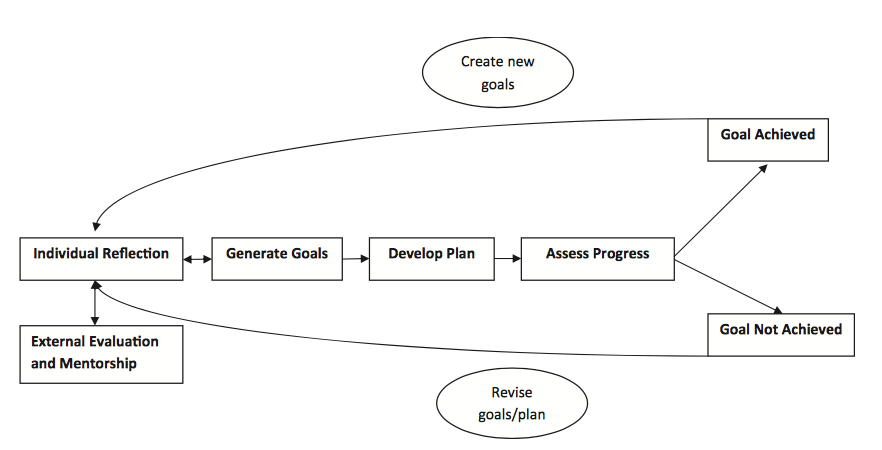 Create new
goals
Goal Achieved
Individual Reflection
Generate Goals
Develop Plan
Assess Progress
External Evaluation
and Mentorship
Goal Not Achieved
Revise
goals/plan